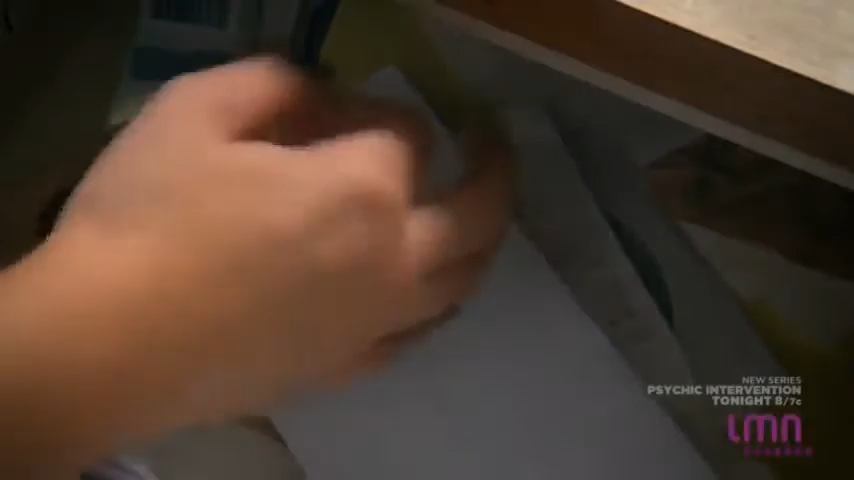 NEW SERIES
PSYCHIC INTERVENTION
TONIGHT 8/7c
LMN